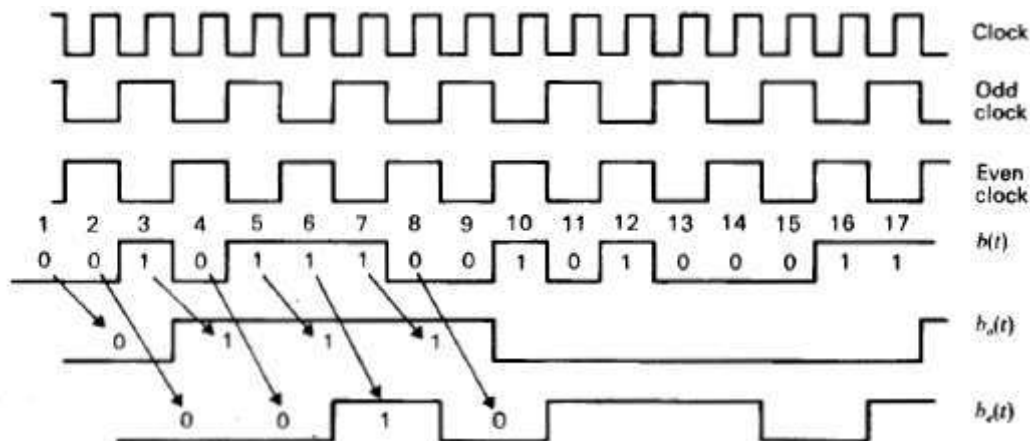 Clock
Odd
clock
Even
clock
1 2 3 4 5 6 7 8 9 10 11 12 13 14 15 16 17
b(t)
0 0 1 0 1 1 1 0 0 1 0 1 0 0 0 1 1
0 1 1 1
b_o(t)
0 0 1 0
b_e(t)